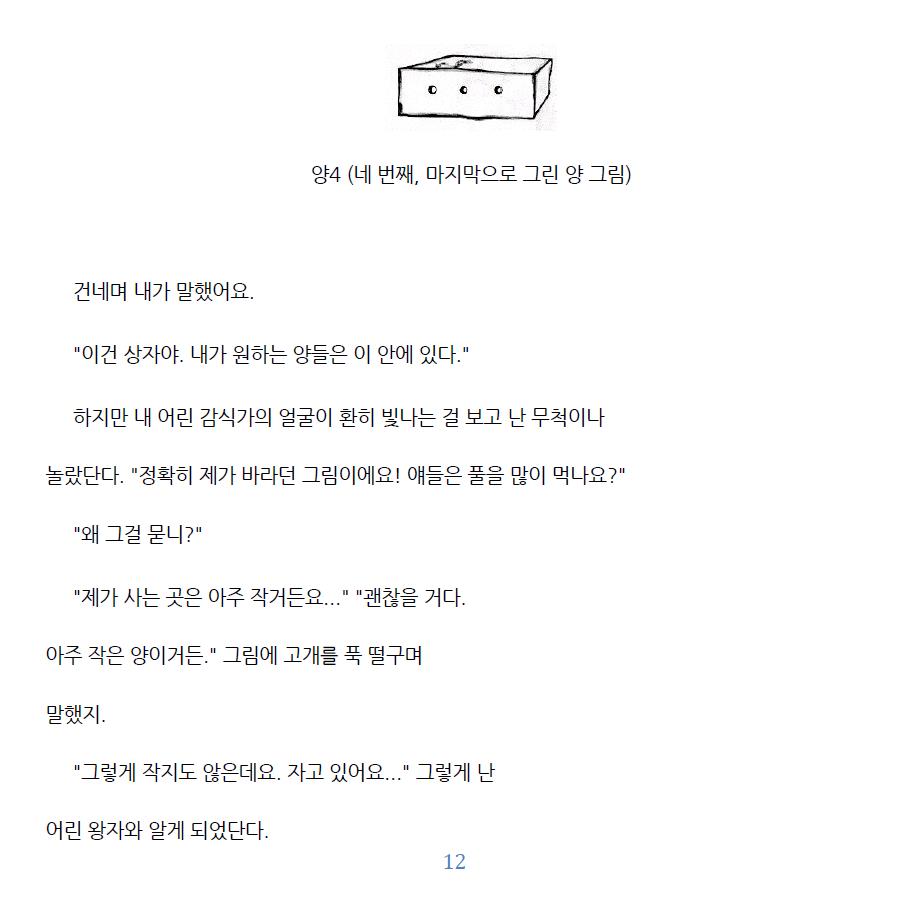 양4 (네 번째, 마지막으로 그린 양 그림)
건네며 내가 말했어요.
"이건 상자야. 내가 원하는 양들은 이 안에 있다."
하지만 내 어린 감식가의 얼굴이 환히 빛나는 걸 보고 난 무척이나
놀랐단다. "정확히 제가 바라던 그림이에요! 얘들은 풀을 많이 먹나요?"
"왜 그걸 묻니?"
"제가 사는 곳은 아주 작거든요..." "괜찮을 거다.
아주 작은 양이거든." 그림에 고개를 푹 떨구며
말했지.
"그렇게 작지도 않은데요. 자고 있어요..." 그렇게 난
어린 왕자와 알게 되었단다.
12